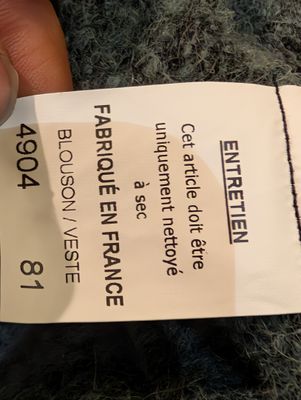 ENTRETIEN
Cet article doit être
uniquement nettoyé
à sec
FABRIQUÉ EN FRANCE
BLOUSON / VESTE
4904 81